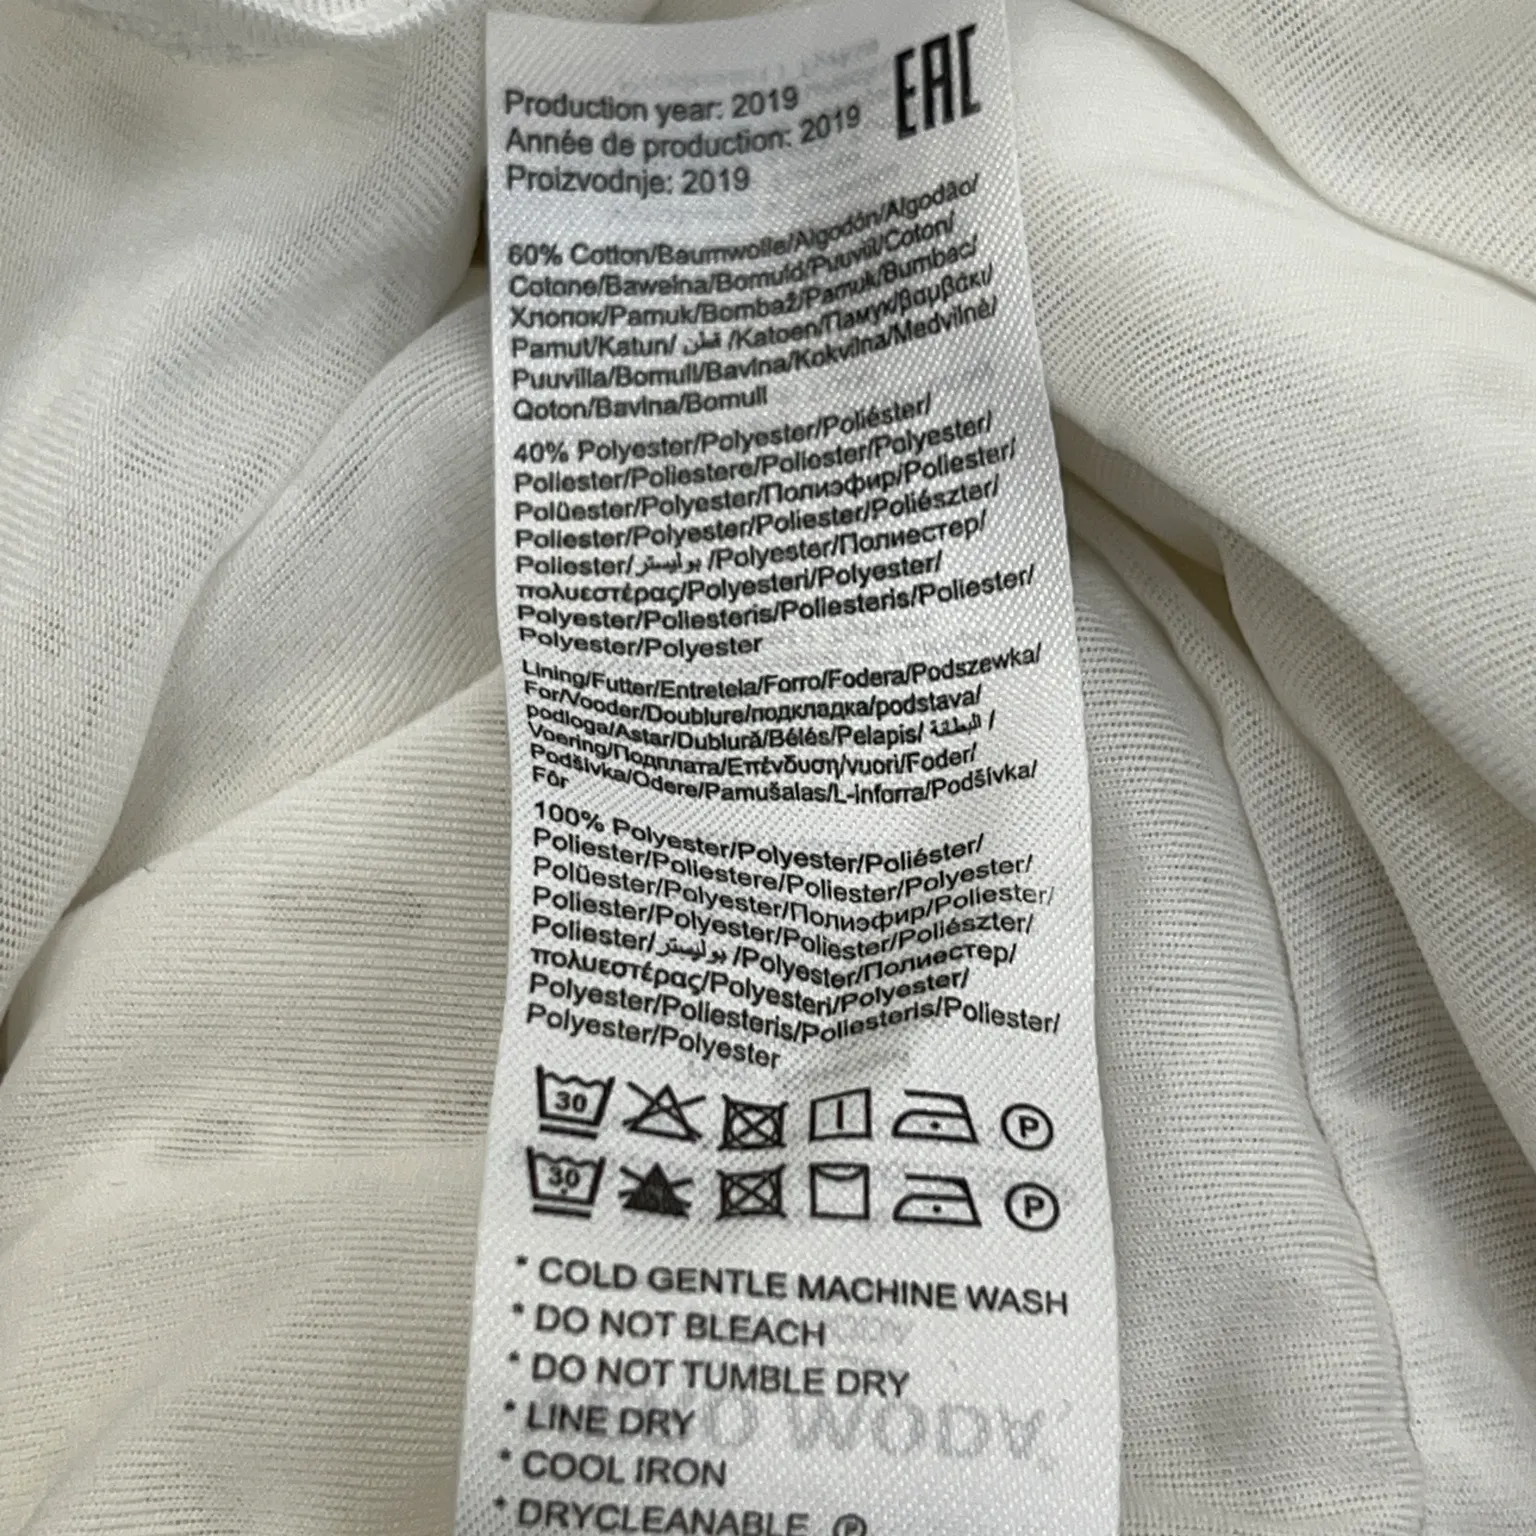 EAC
Production year: 2019
Année de production: 2019
Proizvodnje: 2019
60% Cotton/Baumwolle/Algodón/Algodão/
Cotone/Bawełna/Bomuld/Puuvill/Coton/
Хлопок/Pamuk/Bombaž/Pamuk/Bumbac/
Pamut/Katun/ قطن /Katoen/Памук/βαμβάκι/
Puuvilla/Bomull/Bavlna/Kokvilna/Medvilnė/
Qoton/Bavlna/Bomull
40% Polyester/Polyester/Poliéster/
Poliester/Poliestere/Poliester/Polyester/
Polüester/Polyester/Полиэфир/Poliester/
Poliester/Polyester/Poliester/Poliészter/
Poliester/ بوليستر /Polyester/Полиестер/
πολυεστέρας/Polyesteri/Polyester/
Polyester/Poliesteris/Poliesteris/Poliester/
Polyester/Polyester
Lining/Futter/Entretela/Forro/Fodera/Podszewka/
For/Vooder/Doublure/подкладка/podstava/
podloga/Astar/Dublură/Bélés/Pelapis/ البطانة /
Voering/Подплата/Επένδυση/vuori/Foder/
Podšívka/Odere/Pamušalas/L-inforra/Podšívka/
Fôr
100% Polyester/Polyester/Poliéster/
Poliester/Poliestere/Poliester/Polyester/
Polüester/Polyester/Полиэфир/Poliester/
Poliester/Polyester/Poliester/Poliészter/
Poliester/ بوليستر /Polyester/Полиестер/
πολυεστέρας/Polyesteri/Polyester/
Polyester/Poliesteris/Poliesteris/Poliester/
Polyester/Polyester
30 P
30 P
* COLD GENTLE MACHINE WASH
* DO NOT BLEACH
* DO NOT TUMBLE DRY
* LINE DRY
* COOL IRON
* DRYCLEANABLE Ⓟ